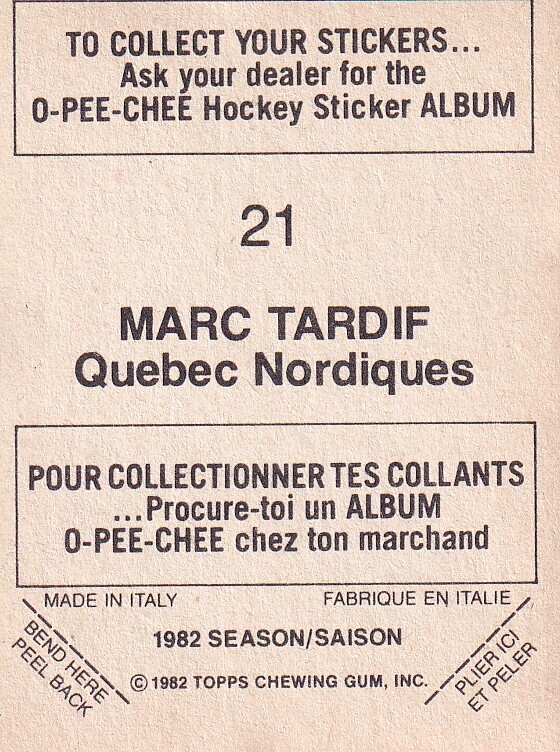 TO COLLECT YOUR STICKERS...
Ask your dealer for the
O-PEE-CHEE Hockey Sticker ALBUM
21
MARC TARDIF
Quebec Nordiques
POUR COLLECTIONNER TES COLLANTS
...Procure-toi un ALBUM
O-PEE-CHEE chez ton marchand
MADE IN ITALY
FABRIQUE EN ITALIE
1982 SEASON/SAISON
© 1982 TOPPS CHEWING GUM, INC.
BEND HERE
PEEL BACK
PLIER ICI
ET PELER